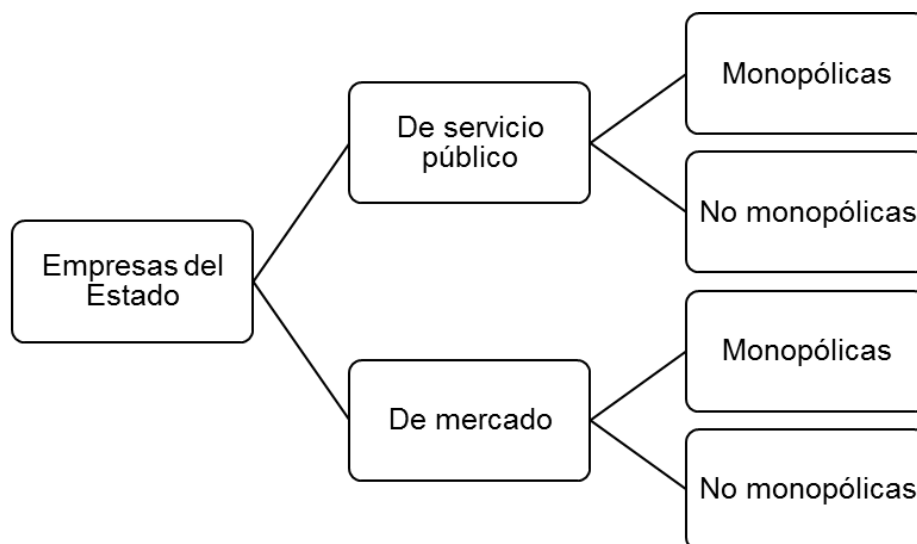 Empresas del
Estado
De servicio
público
Monopólicas
No monopólicas
De mercado
Monopólicas
No monopólicas